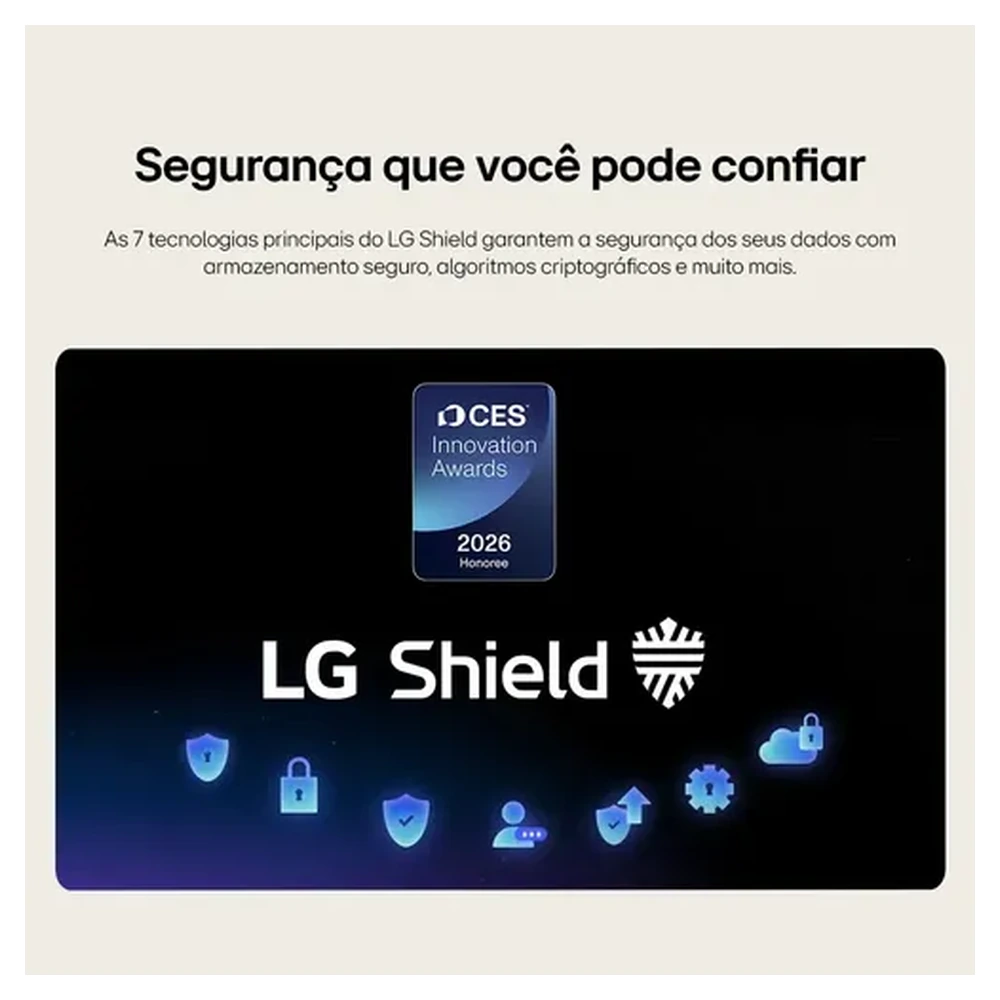 Segurança que você pode confiar
As 7 tecnologias principais do LG Shield garantem a segurança dos seus dados com
armazenamento seguro, algoritmos criptográficos e muito mais.
CES
Innovation
Awards
2026
Honoree
LG Shield